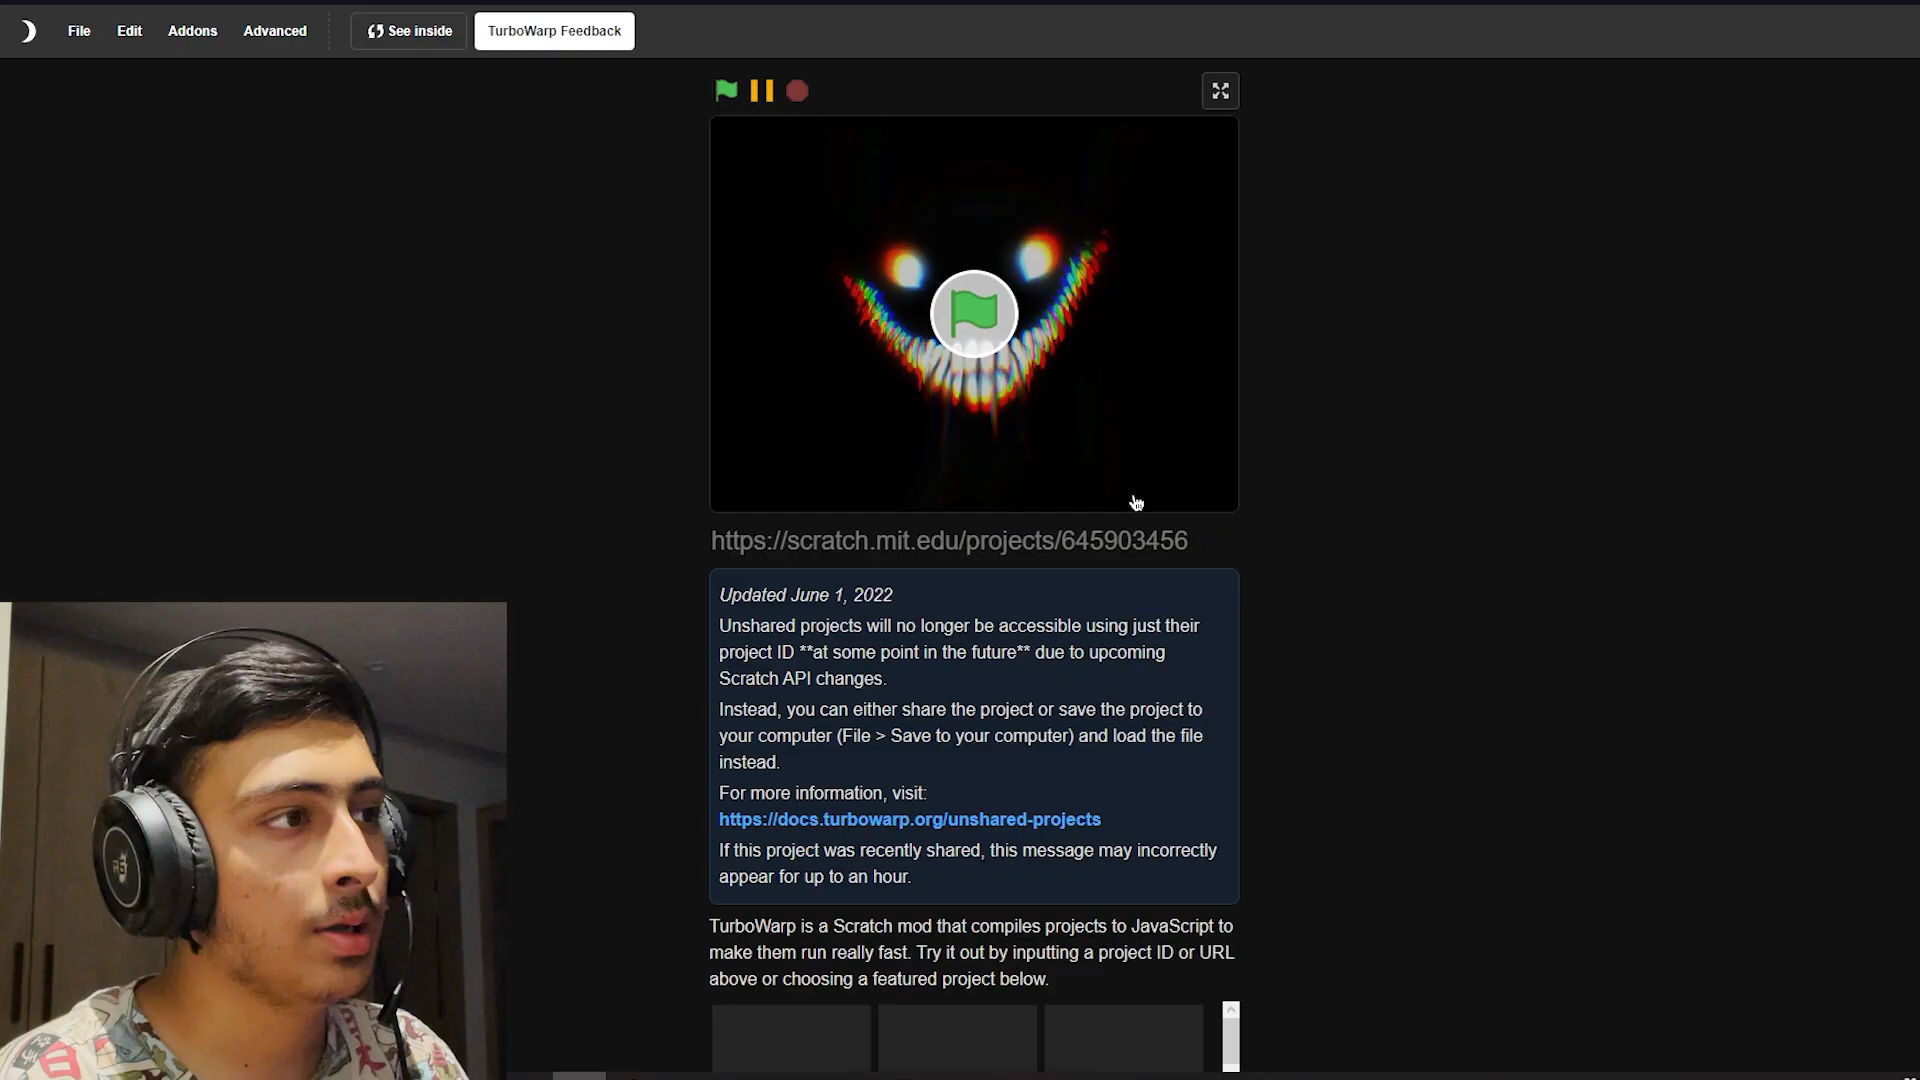 File Edit Addons Advanced See inside TurboWarp Feedback
https://scratch.mit.edu/projects/645903456
Updated June 1, 2022
Unshared projects will no longer be accessible using just their
project ID **at some point in the future** due to upcoming
Scratch API changes.
Instead, you can either share the project or save the project to
your computer (File > Save to your computer) and load the file
instead.
For more information, visit:
https://docs.turbowarp.org/unshared-projects
If this project was recently shared, this message may incorrectly
appear for up to an hour.
TurboWarp is a Scratch mod that compiles projects to JavaScript to
make them run really fast. Try it out by inputting a project ID or URL
above or choosing a featured project below.